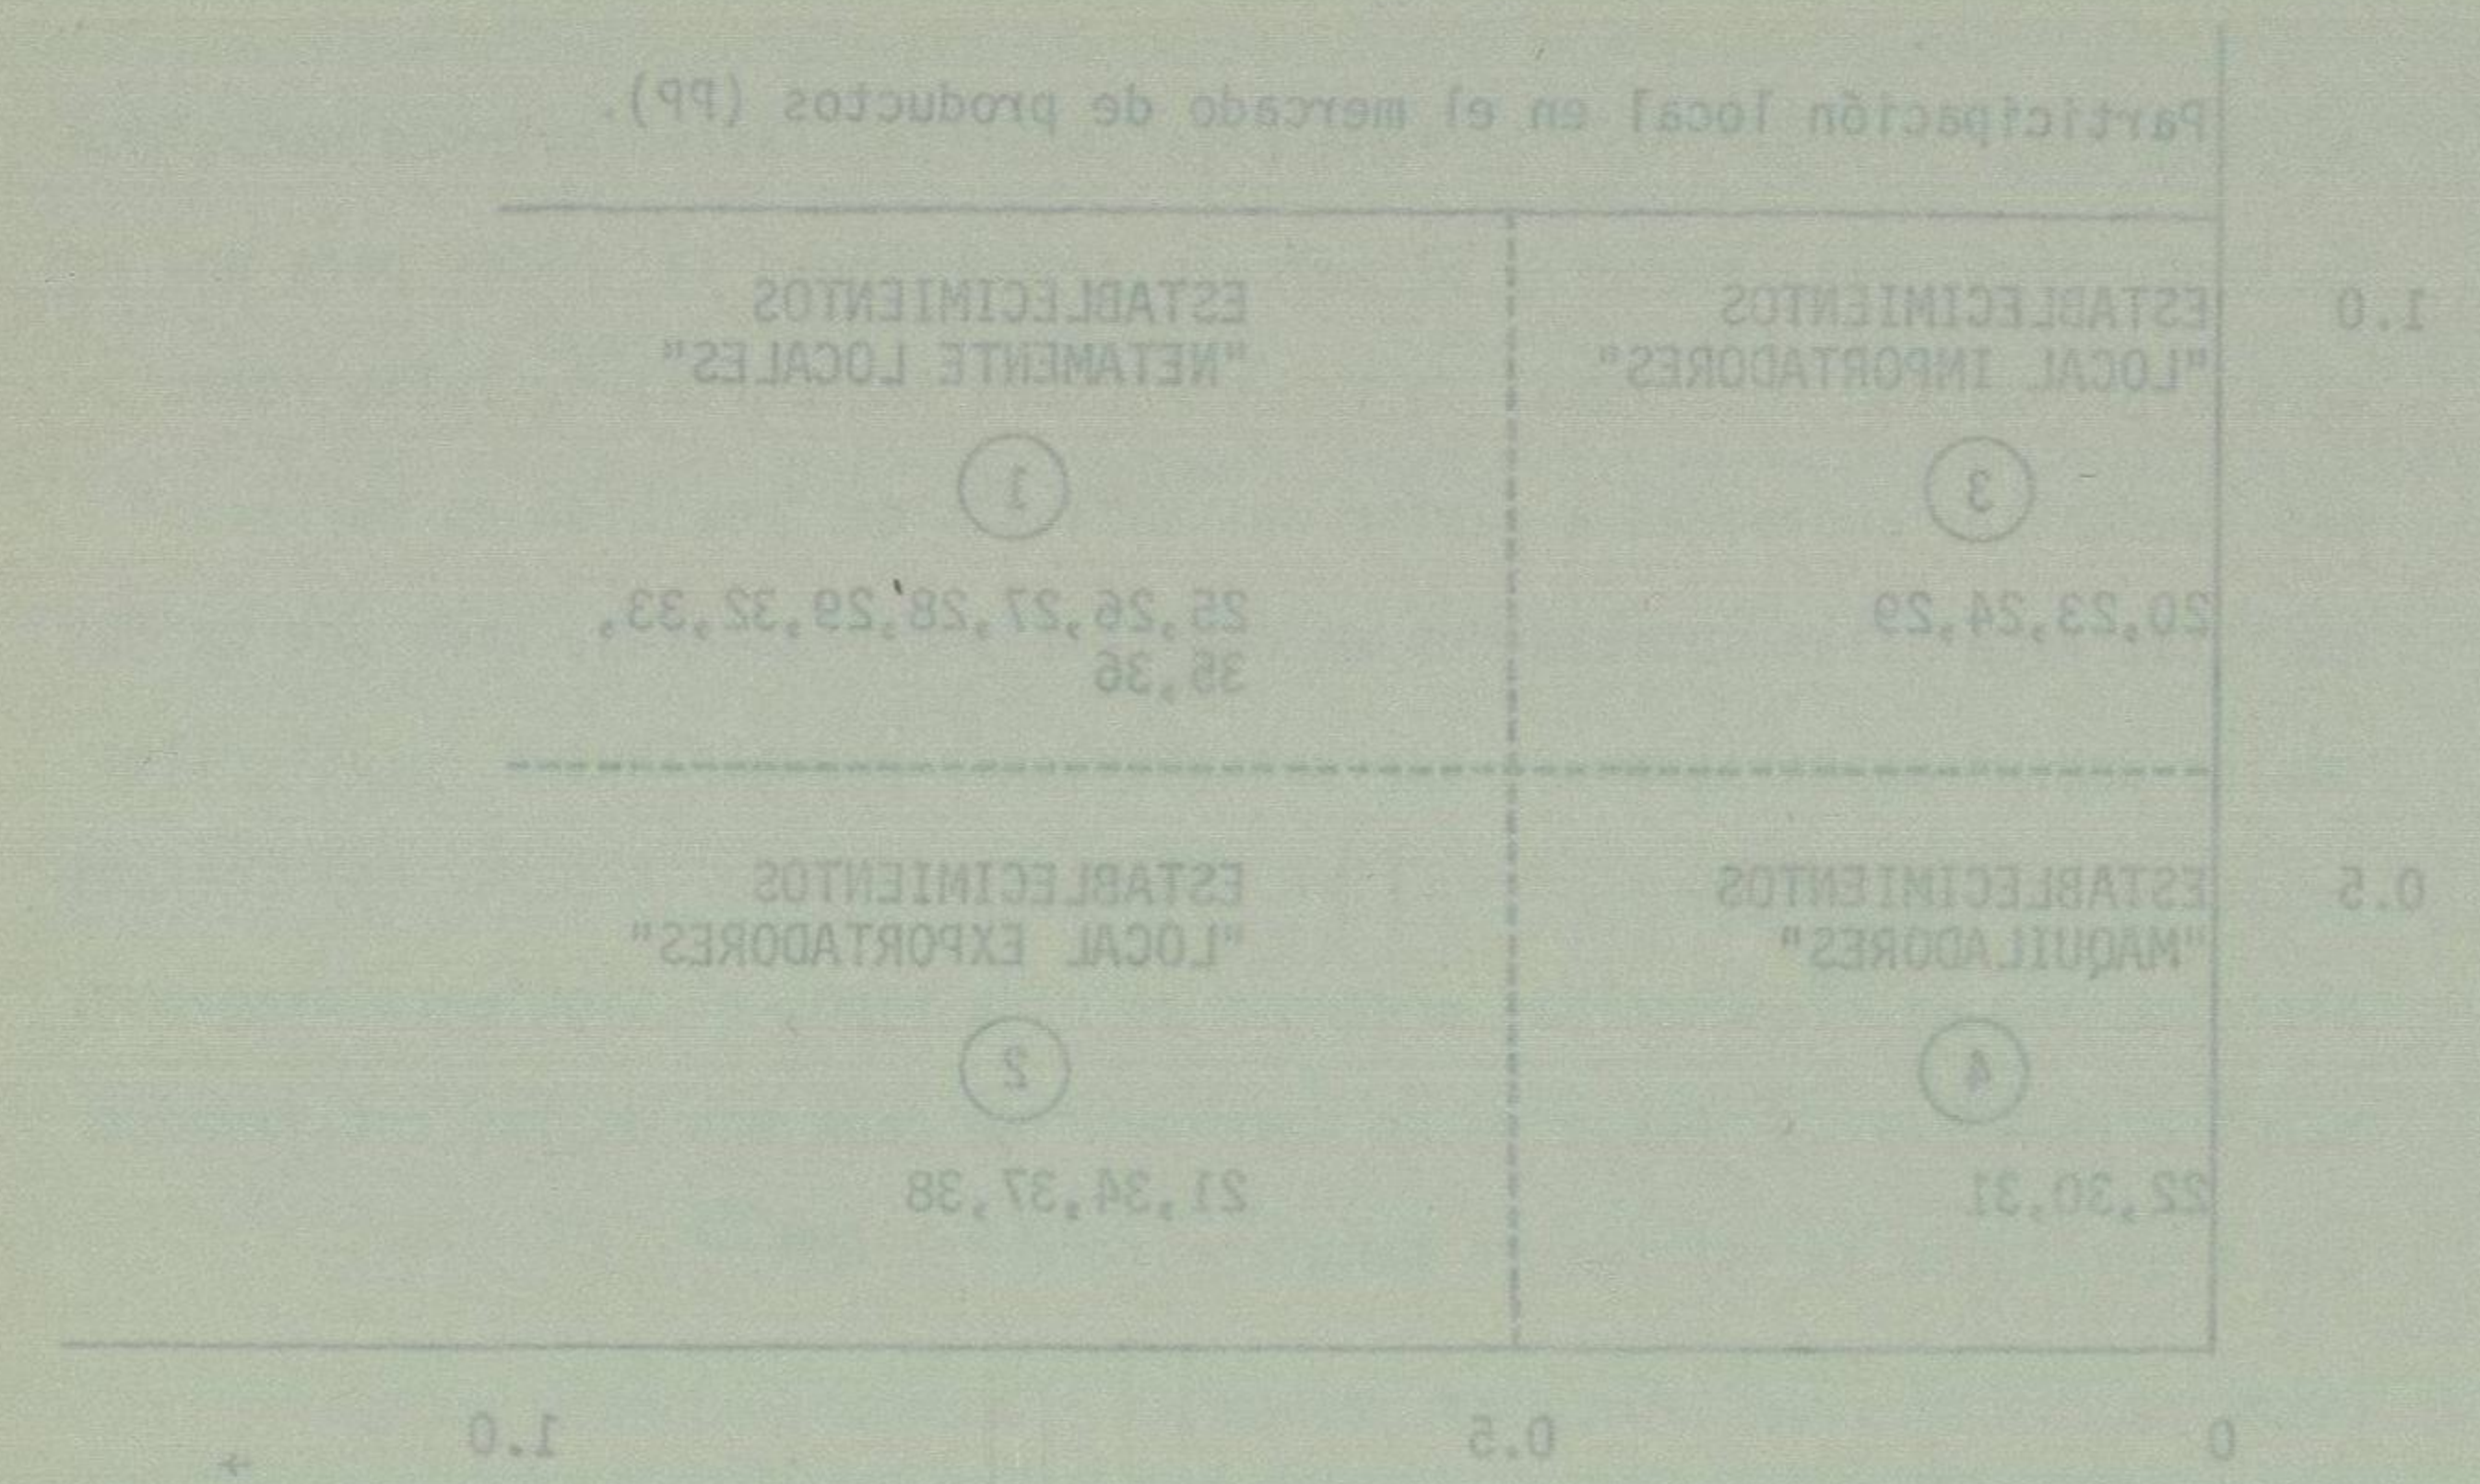 Participación local en el mercado de productos (PP).
1.0
ESTABLECIMIENTOS
"LOCAL IMPORTADORES"
3
20,23,24,29
ESTABLECIMIENTOS
"NETAMENTE LOCALES"
1
25,26,27,28,29,32,33,
35,36
0.5
ESTABLECIMIENTOS
"MAQUILADORES"
4
22,30,31
ESTABLECIMIENTOS
"LOCAL EXPORTADORES"
2
21,34,37,38
0 0.5 1.0